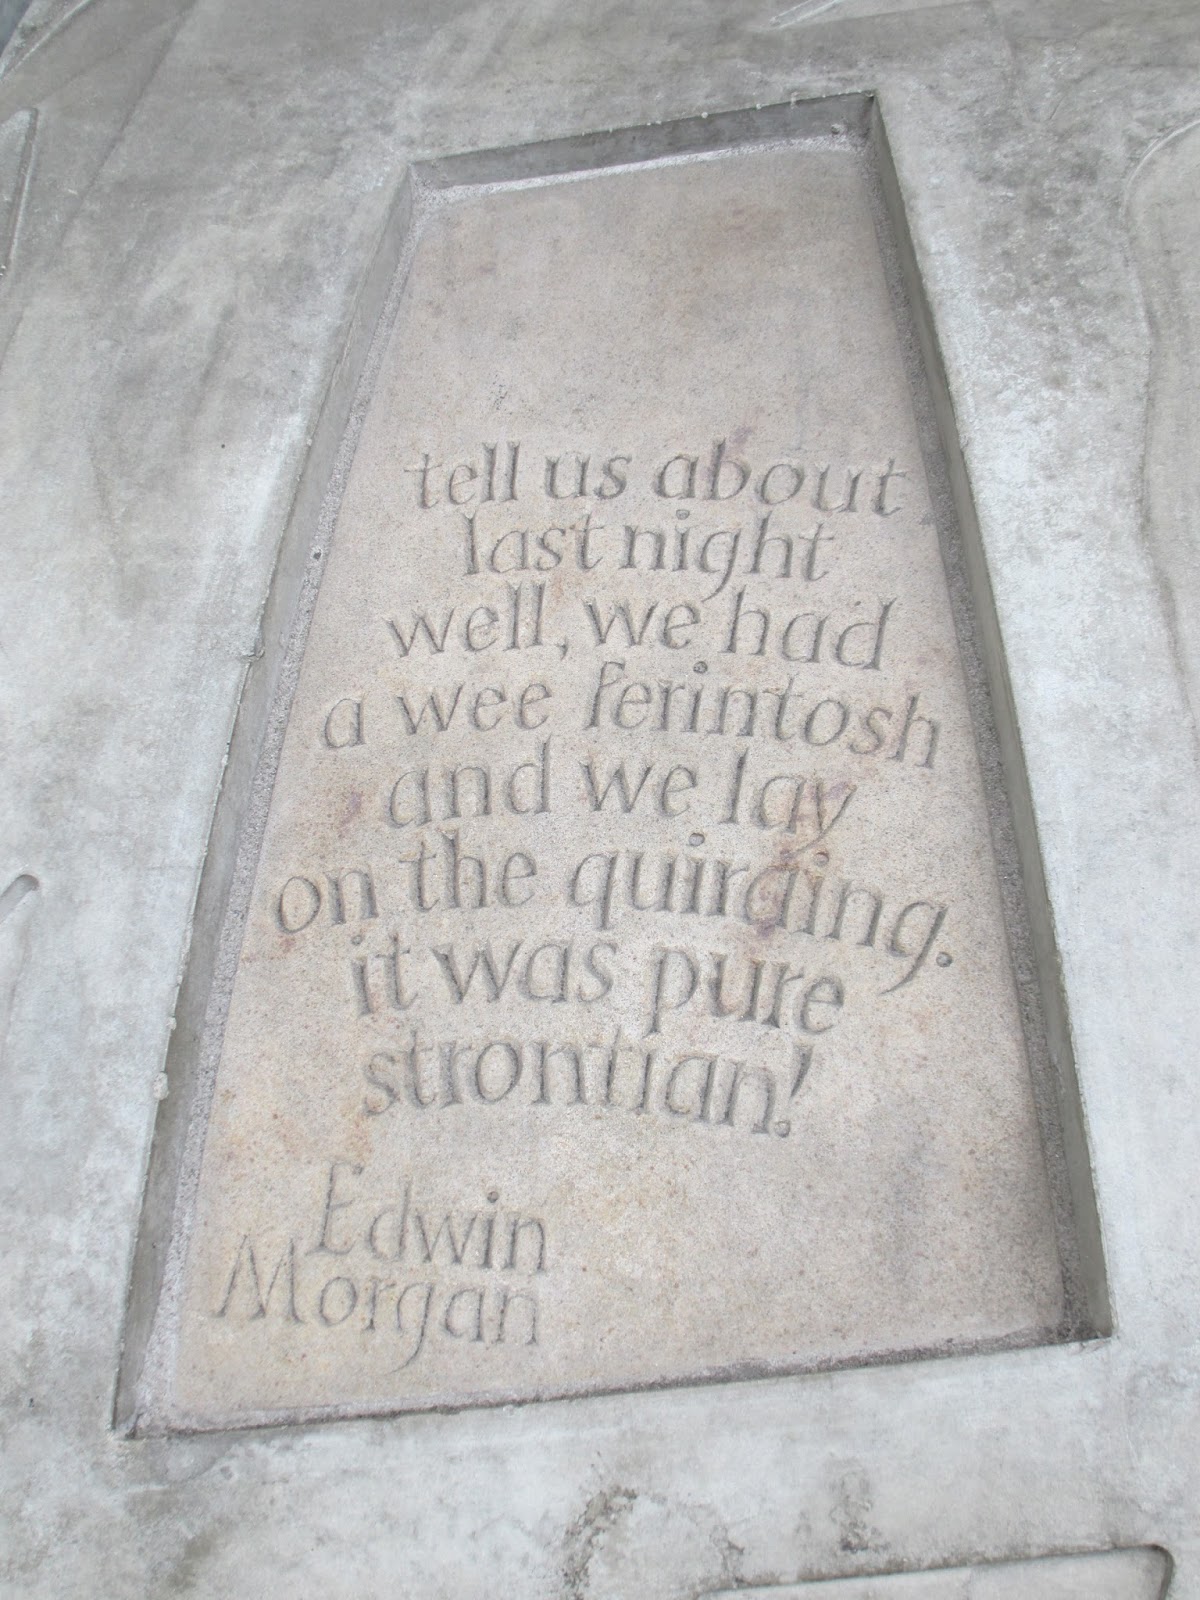 tell us about
last night
well, we had
a wee ferintosh
and we lay
on the quiraing.
it was pure
strontian!
Edwin
Morgan